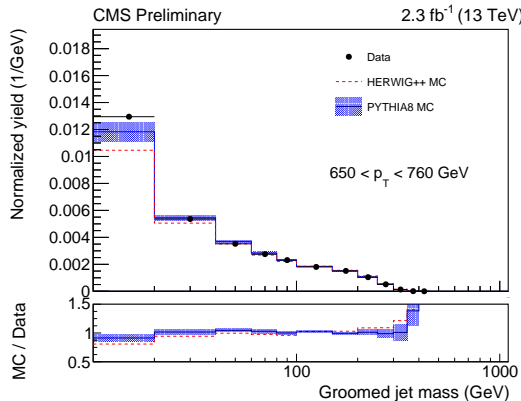 CMS Preliminary 2.3 fb⁻¹ (13 TeV)
Normalized yield (1/GeV)
0.018
0.016
0.014
0.012
0.01
0.008
0.006
0.004
0.002
0
Data
HERWIG++ MC
PYTHIA8 MC
650 < p_T < 760 GeV
MC / Data
1.5
1
0.5
100 1000
Groomed jet mass (GeV)